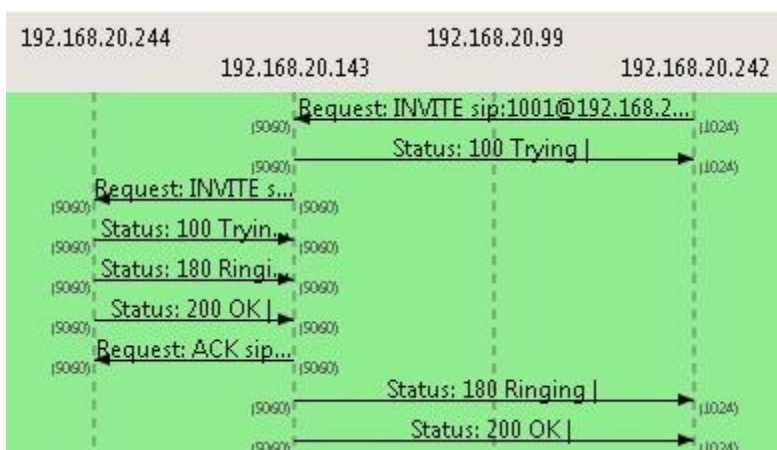 192.168.20.244 192.168.20.99
192.168.20.143 192.168.20.242
Request: INVITE sip:1001@192.168.2...
(5060) (1024)
Status: 100 Trying |
(5060) (1024)
Request: INVITE s...
(5060) (5060)
Status: 100 Tryin...
(5060) (5060)
Status: 180 Ringi...
(5060) (5060)
Status: 200 OK |
(5060) (5060)
Request: ACK sip...
(5060) (5060)
Status: 180 Ringing |
(5060) (1024)
Status: 200 OK |
(5060) (1024)